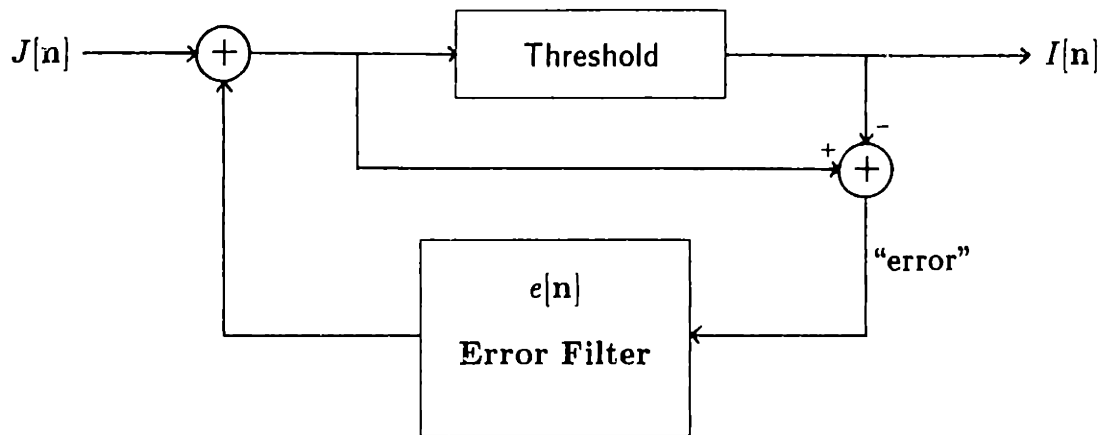 J[n]
+
Threshold
I[n]
−
+
+
"error"
e[n]
Error Filter